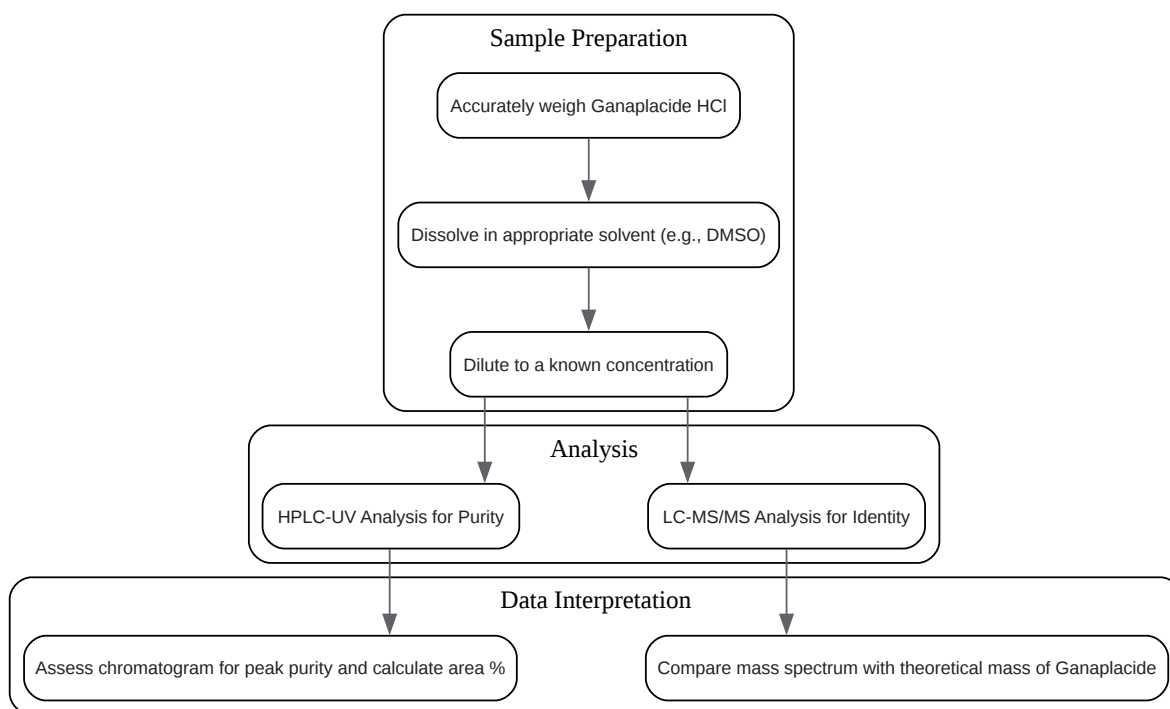 Sample Preparation
Accurately weigh Ganaplacide HCl
Dissolve in appropriate solvent (e.g., DMSO)
Dilute to a known concentration
Analysis
HPLC-UV Analysis for Purity
LC-MS/MS Analysis for Identity
Data Interpretation
Assess chromatogram for peak purity and calculate area %
Compare mass spectrum with theoretical mass of Ganaplacide